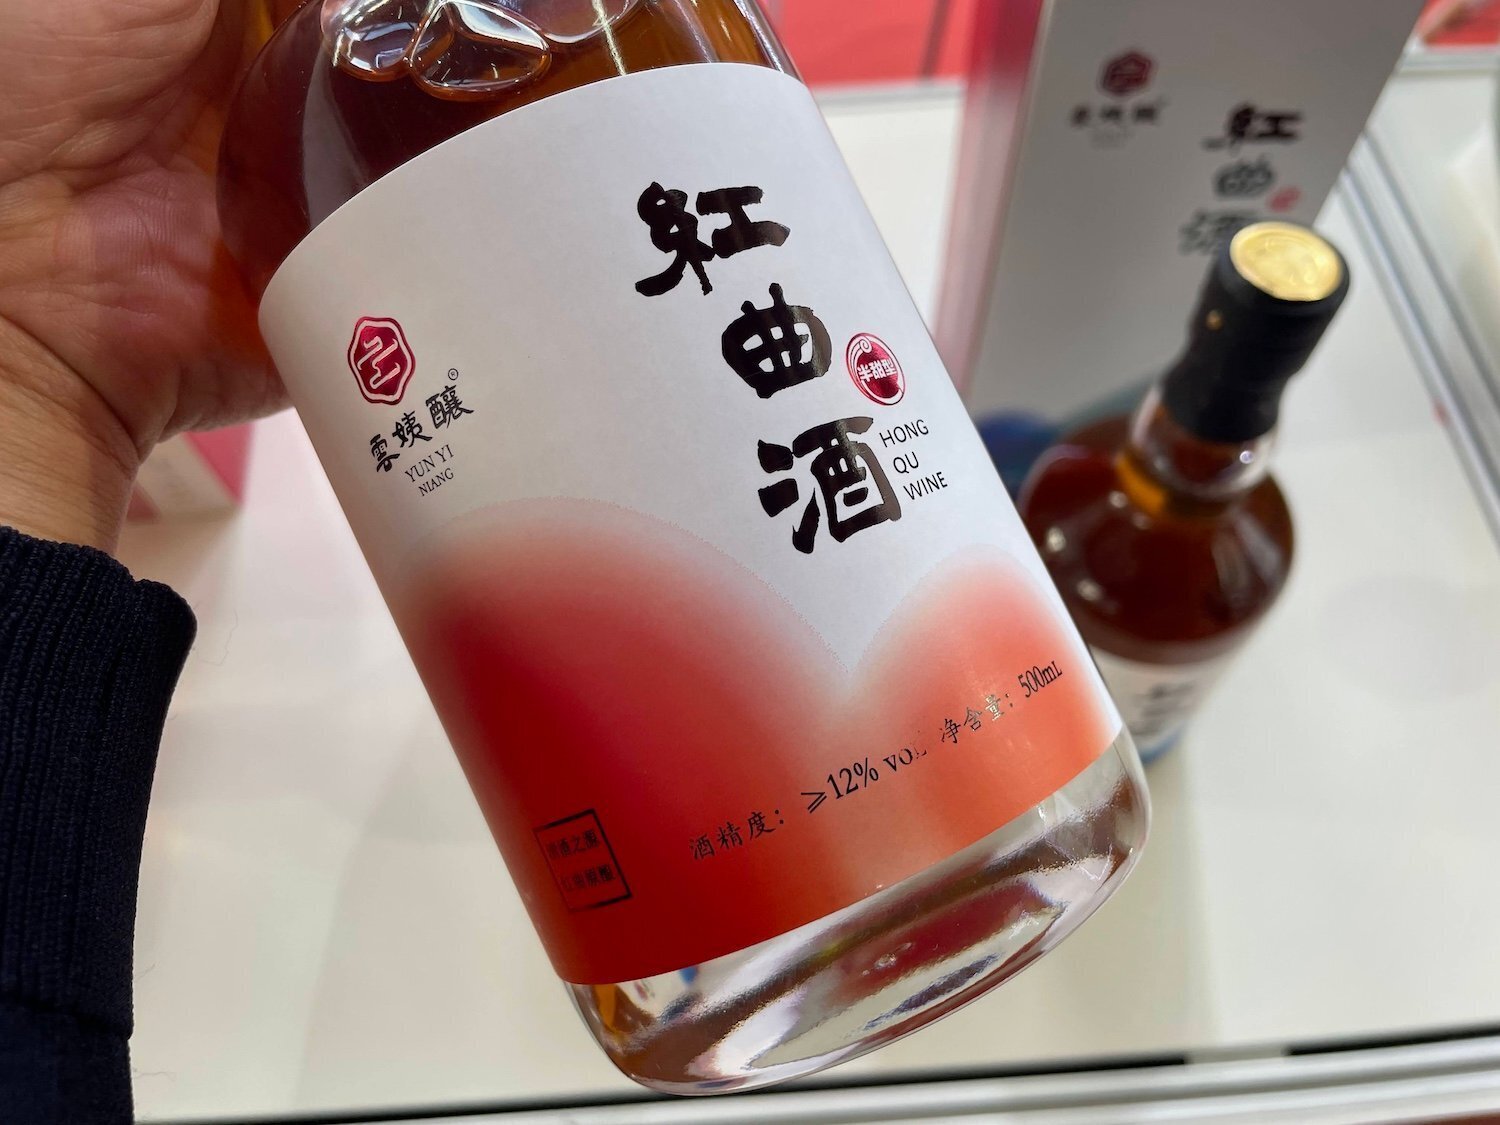 紅曲酒
半甜型
HONG
QU
WINE
雲姨釀®
YUN YI
NIANG
酒精度：≥12% VOL 净含量：500mL
紅曲